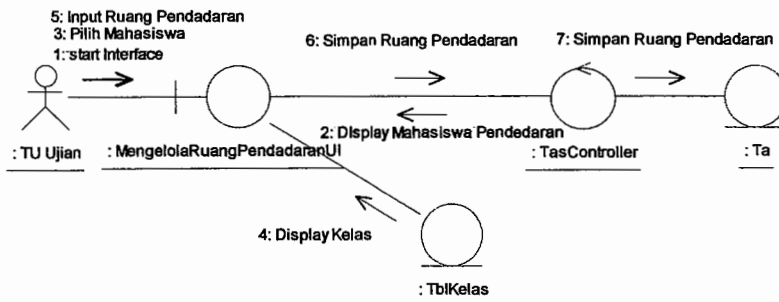 5: Input Ruang Pendadaran
3: Pilih Mahasiswa
1: start Interface
6: Simpan Ruang Pendadaran
7: Simpan Ruang Pendadaran
2: Display Mahasiswa Pendedaran
: TU Ujian
: MengelolaRuangPendadaranUI
: TasController
: Ta
4: Display Kelas
: TblKelas